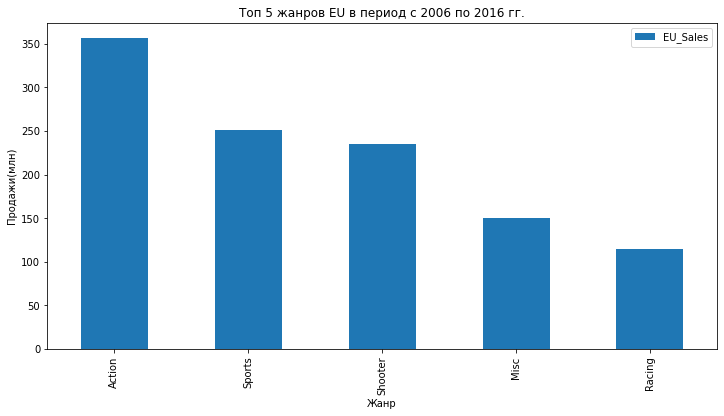 Топ 5 жанров EU в период с 2006 по 2016 гг.
EU_Sales
Продажи(млн)
350
300
250
200
150
100
50
0
Action
Sports
Shooter
Misc
Racing
Жанр